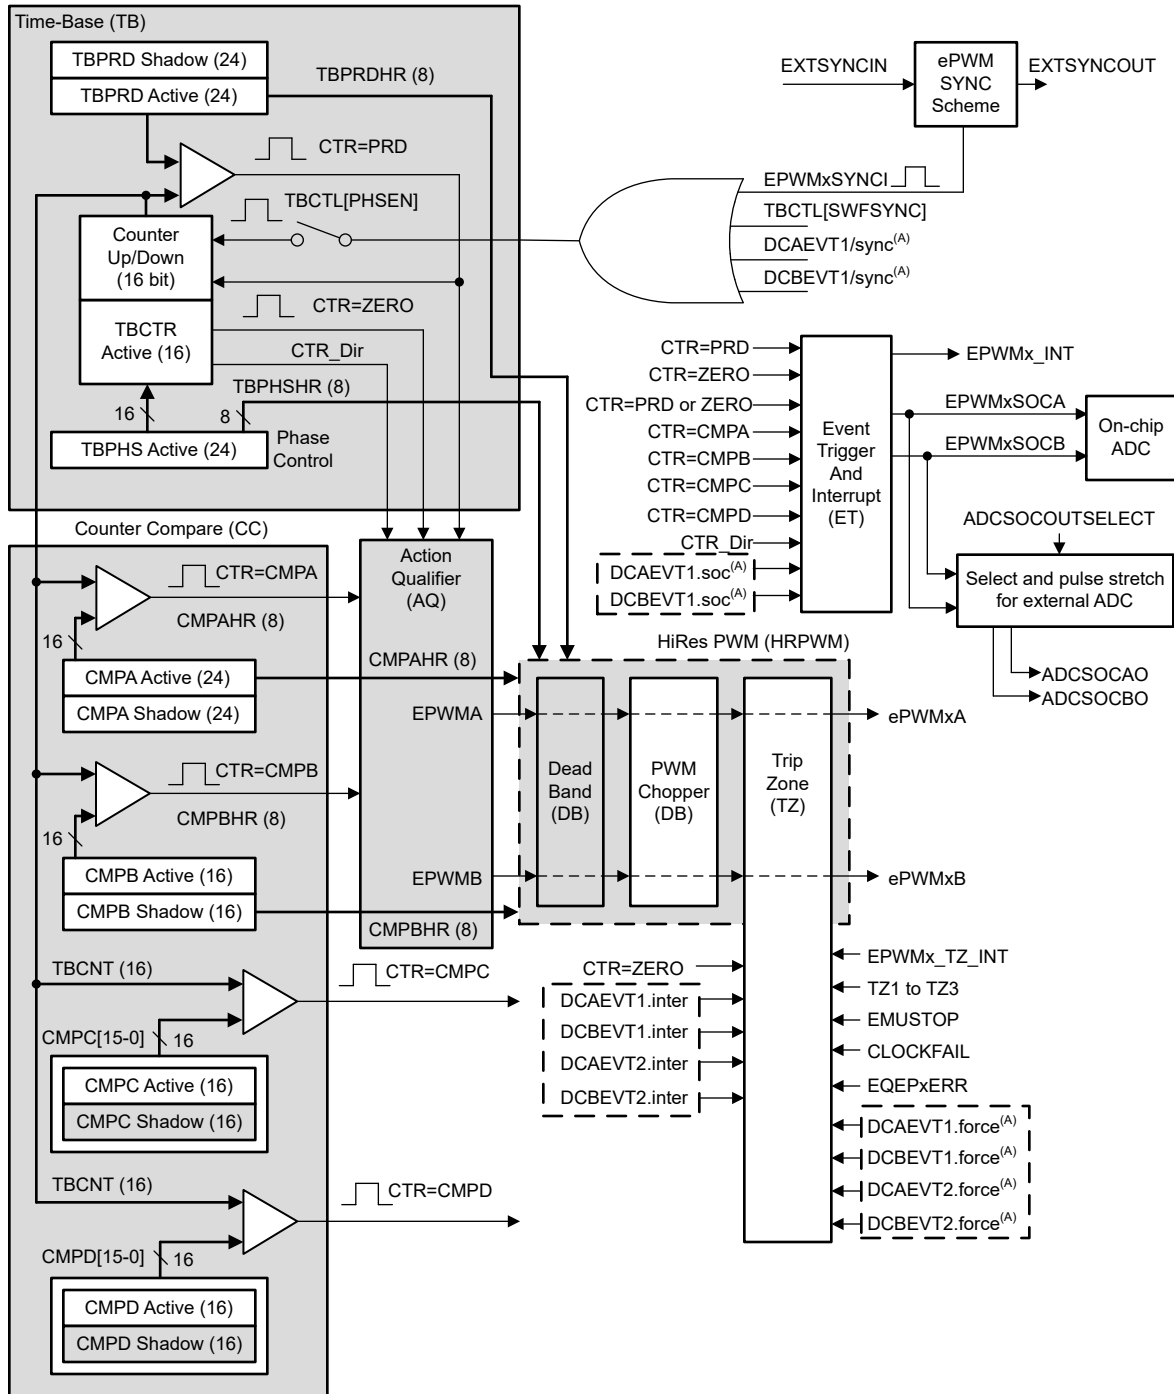 Time-Base (TB)
TBPRD Shadow (24)
TBPRD Active (24)
TBPRDHR (8)
CTR=PRD
TBCTL[PHSEN]
Counter
Up/Down
(16 bit)
CTR=ZERO
TBCTR
Active (16)
CTR_Dir
TBPHSHR (8)
16
8
TBPHS Active (24)
Phase
Control
EXTSYNCIN
ePWM
SYNC
Scheme
EXTSYNCOUT
EPWMxSYNCI
TBCTL[SWFSYNC]
DCAEVT1/sync(A)
DCBEVT1/sync(A)
CTR=PRD
CTR=ZERO
CTR=PRD or ZERO
CTR=CMPA
CTR=CMPB
CTR=CMPC
CTR=CMPD
CTR_Dir
DCAEVT1.soc(A)
DCBEVT1.soc(A)
Event
Trigger
And
Interrupt
(ET)
EPWMx_INT
EPWMxSOCA
EPWMxSOCB
On-chip
ADC
ADCSOCOUTSELECT
Select and pulse stretch
for external ADC
ADCSOCAO
ADCSOCBO
Counter Compare (CC)
CTR=CMPA
CMPAHR (8)
16
CMPA Active (24)
CMPA Shadow (24)
CTR=CMPB
CMPBHR (8)
16
CMPB Active (16)
CMPB Shadow (16)
TBCNT (16)
CTR=CMPC
CMPC[15-0]
16
CMPC Active (16)
CMPC Shadow (16)
TBCNT (16)
CTR=CMPD
CMPD[15-0]
16
CMPD Active (16)
CMPD Shadow (16)
Action
Qualifier
(AQ)
CMPAHR (8)
EPWMA
EPWMB
CMPBHR (8)
HiRes PWM (HRPWM)
Dead
Band
(DB)
PWM
Chopper
(DB)
Trip
Zone
(TZ)
ePWMxA
ePWMxB
CTR=ZERO
DCAEVT1.inter
DCBEVT1.inter
DCAEVT2.inter
DCBEVT2.inter
EPWMx_TZ_INT
TZ1 to TZ3
EMUSTOP
CLOCKFAIL
EQEPxERR
DCAEVT1.force(A)
DCBEVT1.force(A)
DCAEVT2.force(A)
DCBEVT2.force(A)